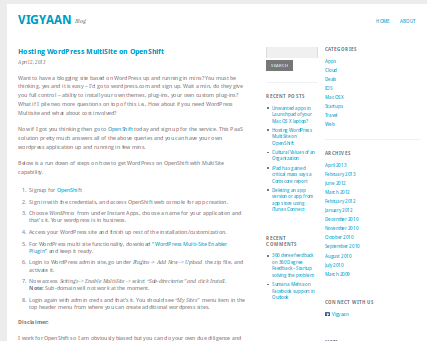 VIGYAAN Blog
HOME ABOUT
Hosting WordPress MultiSite on OpenShift
April 2, 2013
Want to have a blogging site based on WordPress up and running in mins? You must be
thinking, yes and it is easy – I'd go to wordpress.com and sign up. Wait a min, do they give
you full control – ability to install your own themes, plug-ins, your own custom plug-ins?
What if I pile two more questions on top of this i.e. How about if you need WordPress
Multisite and what about cost involved?
Now if I got you thinking then go to OpenShift today and sign up for the service. This PaaS
solution pretty much answers all of the above queries and you can have your own
wordpress application up and running in few mins.
Below is a run down of steps on how to get WordPress on OpenShift with Multi Site
capability.
1. Signup for OpenShift
2. Sign in with the credentials, and access OpenShift web console for app creation.
3. Choose WordPress from under Instant Apps, choose a name for your application and
that's it. Your wordpress is in business.
4. Access your WordPress site and finish up rest of the installation/customizations.
5. For WordPress multi site functionality, download "WordPress Multi-Site Enabler
Plugin" and keep it ready.
6. Login to WordPress admin site, go under Plugins -> Add New -> Upload the zip file, and
activate it.
7. Now access Settings -> Enable MultiSite -> select "Sub-directories" and click Install.
Note: Sub-domain will not work at the moment.
8. Login again with admin creds and that's it. You should see "My Sites" menu item in the
top header menu from where you can create additional wordpress sites.
Disclaimer:
I work for OpenShift so I am obviously biased but you can do your own due diligence and
SEARCH
RECENT POSTS
Unwanted apps in
Launchpad of your
Mac OS X laptop?
Hosting WordPress
MultiSite on
OpenShift
Cultural Values of an
Organization
iPad has gained
critical mass says a
Comscore report
Deleting an app
version or app from
app store using
iTunes Connect
RECENT
COMMENTS
360 degree feedback
on 360 Degree
Feedback - Startup
solving the problem
Sumana Mehta on
Facebook support in
Outlook
CATEGORIES
Apps
Cloud
Deals
iOS
Mac OSX
Startups
Travel
Web
ARCHIVES
April 2013
February 2013
June 2012
March 2012
February 2012
January 2012
December 2010
November 2010
October 2010
September 2010
August 2010
July 2010
March 2009
CONNECT WITH US
Vigyaan